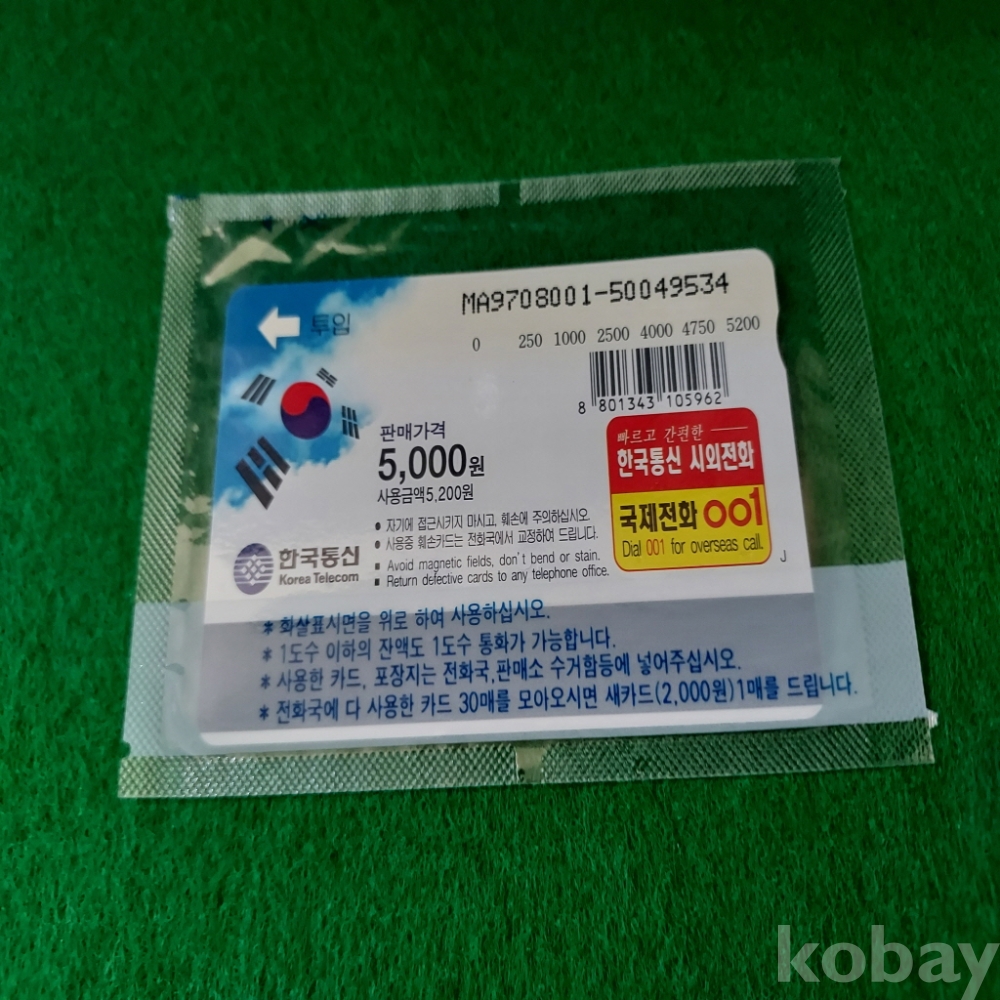 MA9708001-50049534
투입
0 250 1000 2500 4000 4750 5200
8 801343 105962
판매가격
5,000원
사용금액5,200원
빠르고 간편한
한국통신 시외전화
국제전화 001
Dial 001 for overseas call.
J
• 자기에 접근시키지 마시고, 훼손에 주의하십시오.
• 사용중 훼손카드는 전화국에서 교정하여 드립니다.
▪ Avoid magnetic fields, don't bend or stain.
▪ Return defective cards to any telephone office.
한국통신
Korea Telecom
* 화살표시면을 위로 하여 사용하십시오.
* 1도수 이하의 잔액도 1도수 통화가 가능합니다.
* 사용한 카드, 포장지는 전화국,판매소 수거함등에 넣어주십시오.
* 전화국에 다 사용한 카드 30매를 모아오시면 새카드(2,000원)1매를 드립니다.
kobay